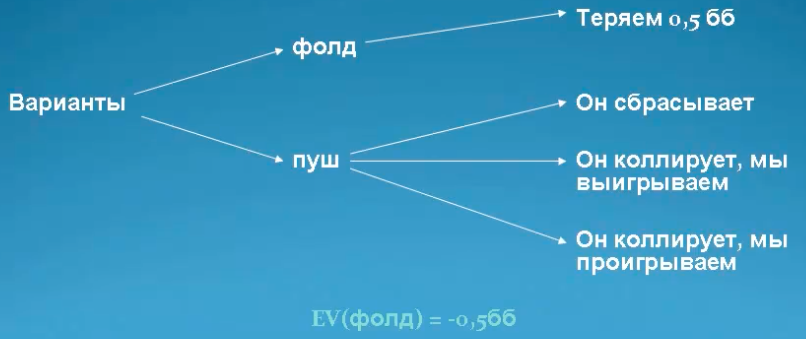 Теряем 0,5 бб
фолд
Варианты
Он сбрасывает
пуш
Он коллирует, мы
выигрываем
Он коллирует, мы
проигрываем
EV(фолд) = -0,5бб